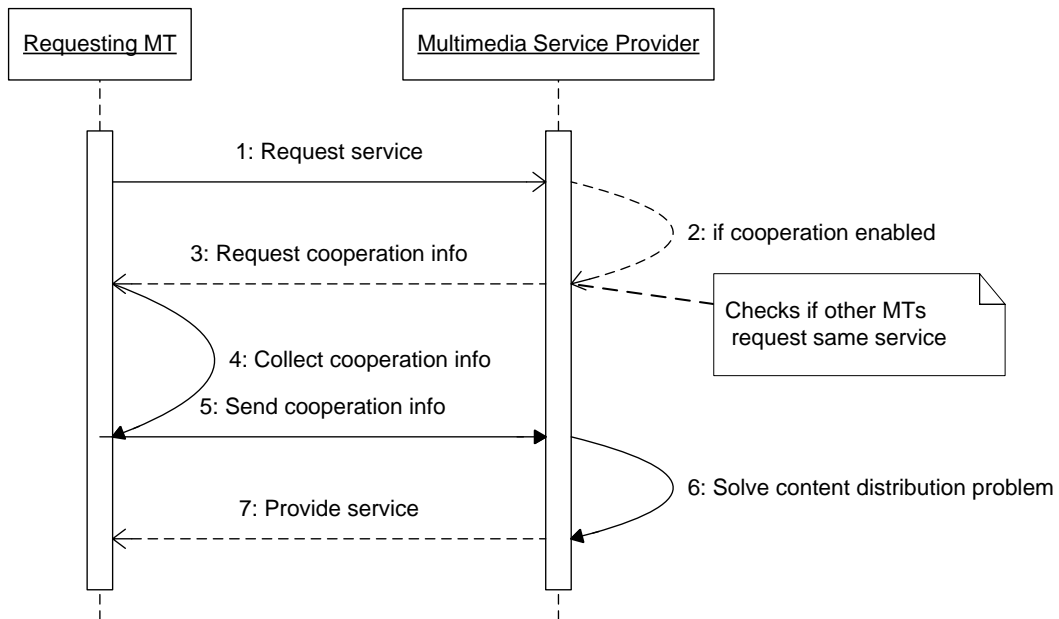 Requesting MT
Multimedia Service Provider
1: Request service
2: if cooperation enabled
3: Request cooperation info
Checks if other MTs
request same service
4: Collect cooperation info
5: Send cooperation info
6: Solve content distribution problem
7: Provide service